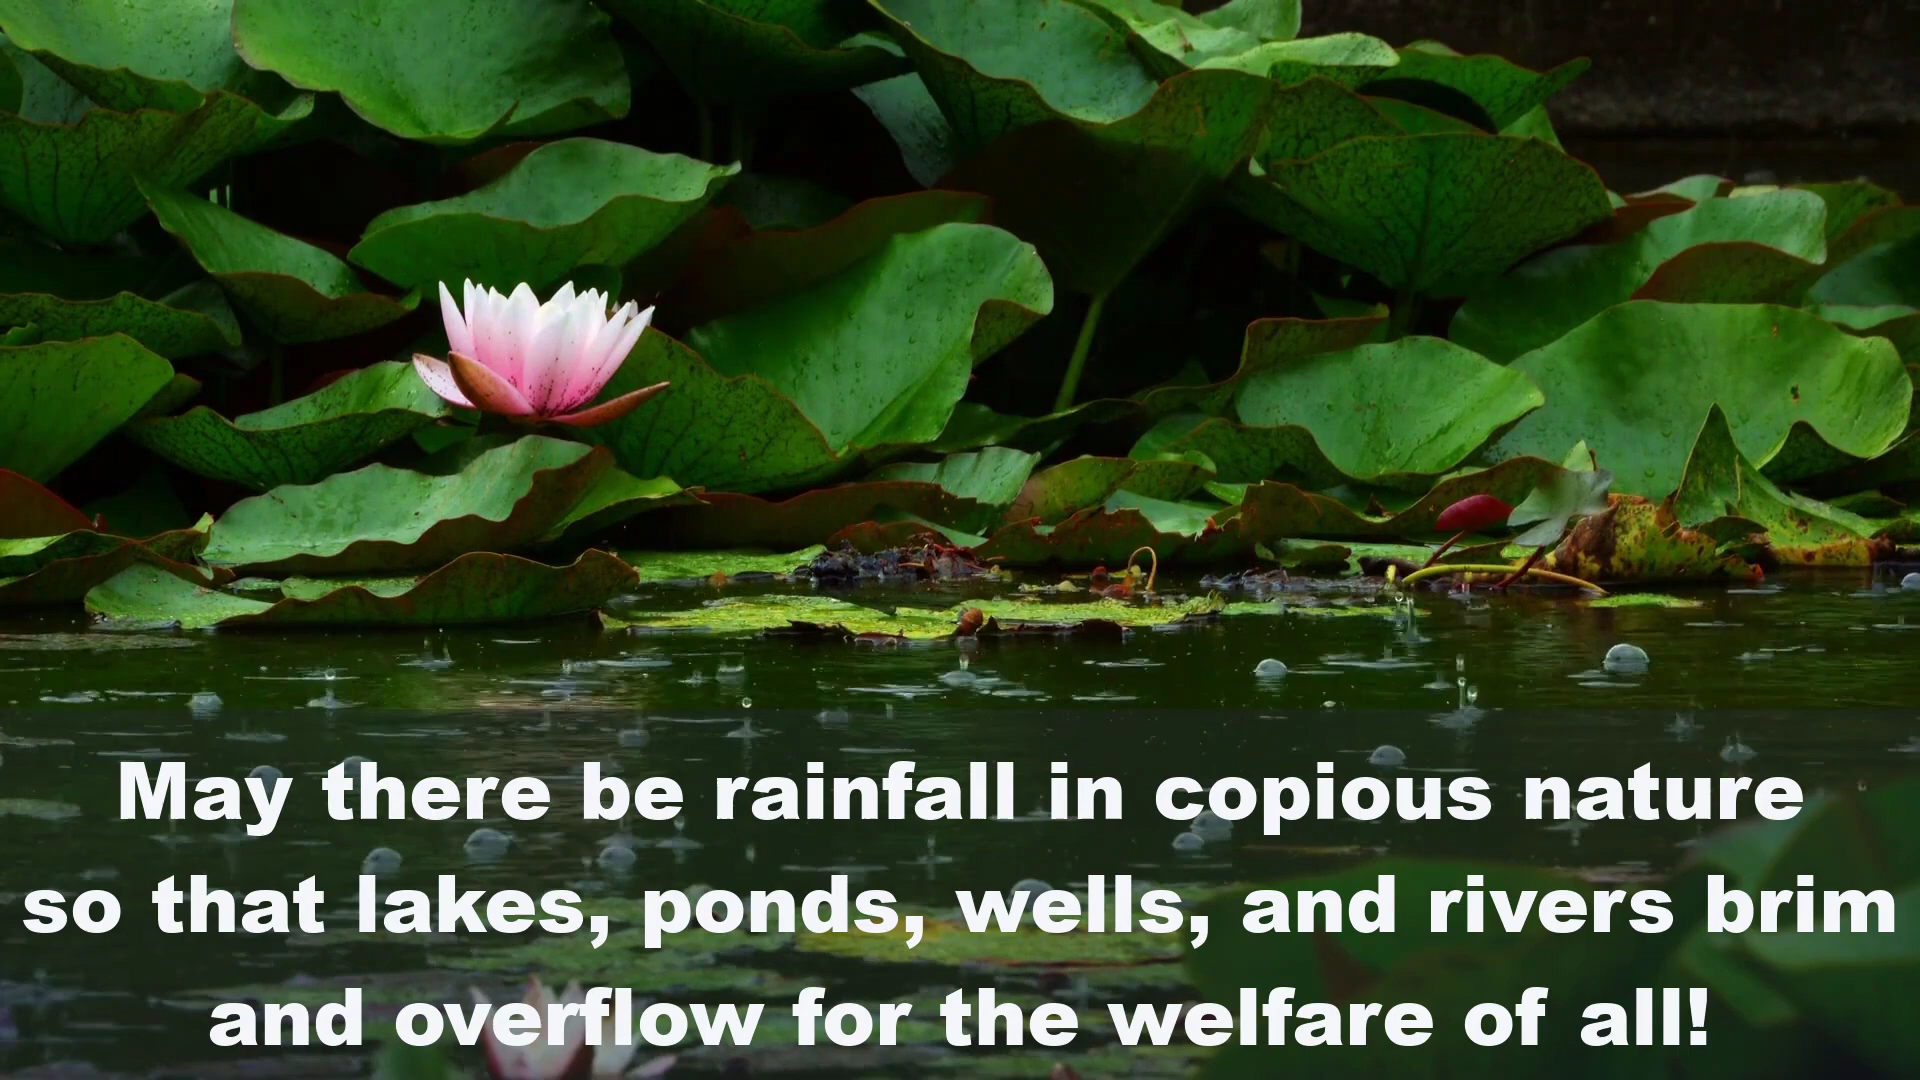 May there be rainfall in copious nature
so that lakes, ponds, wells, and rivers brim
and overflow for the welfare of all!